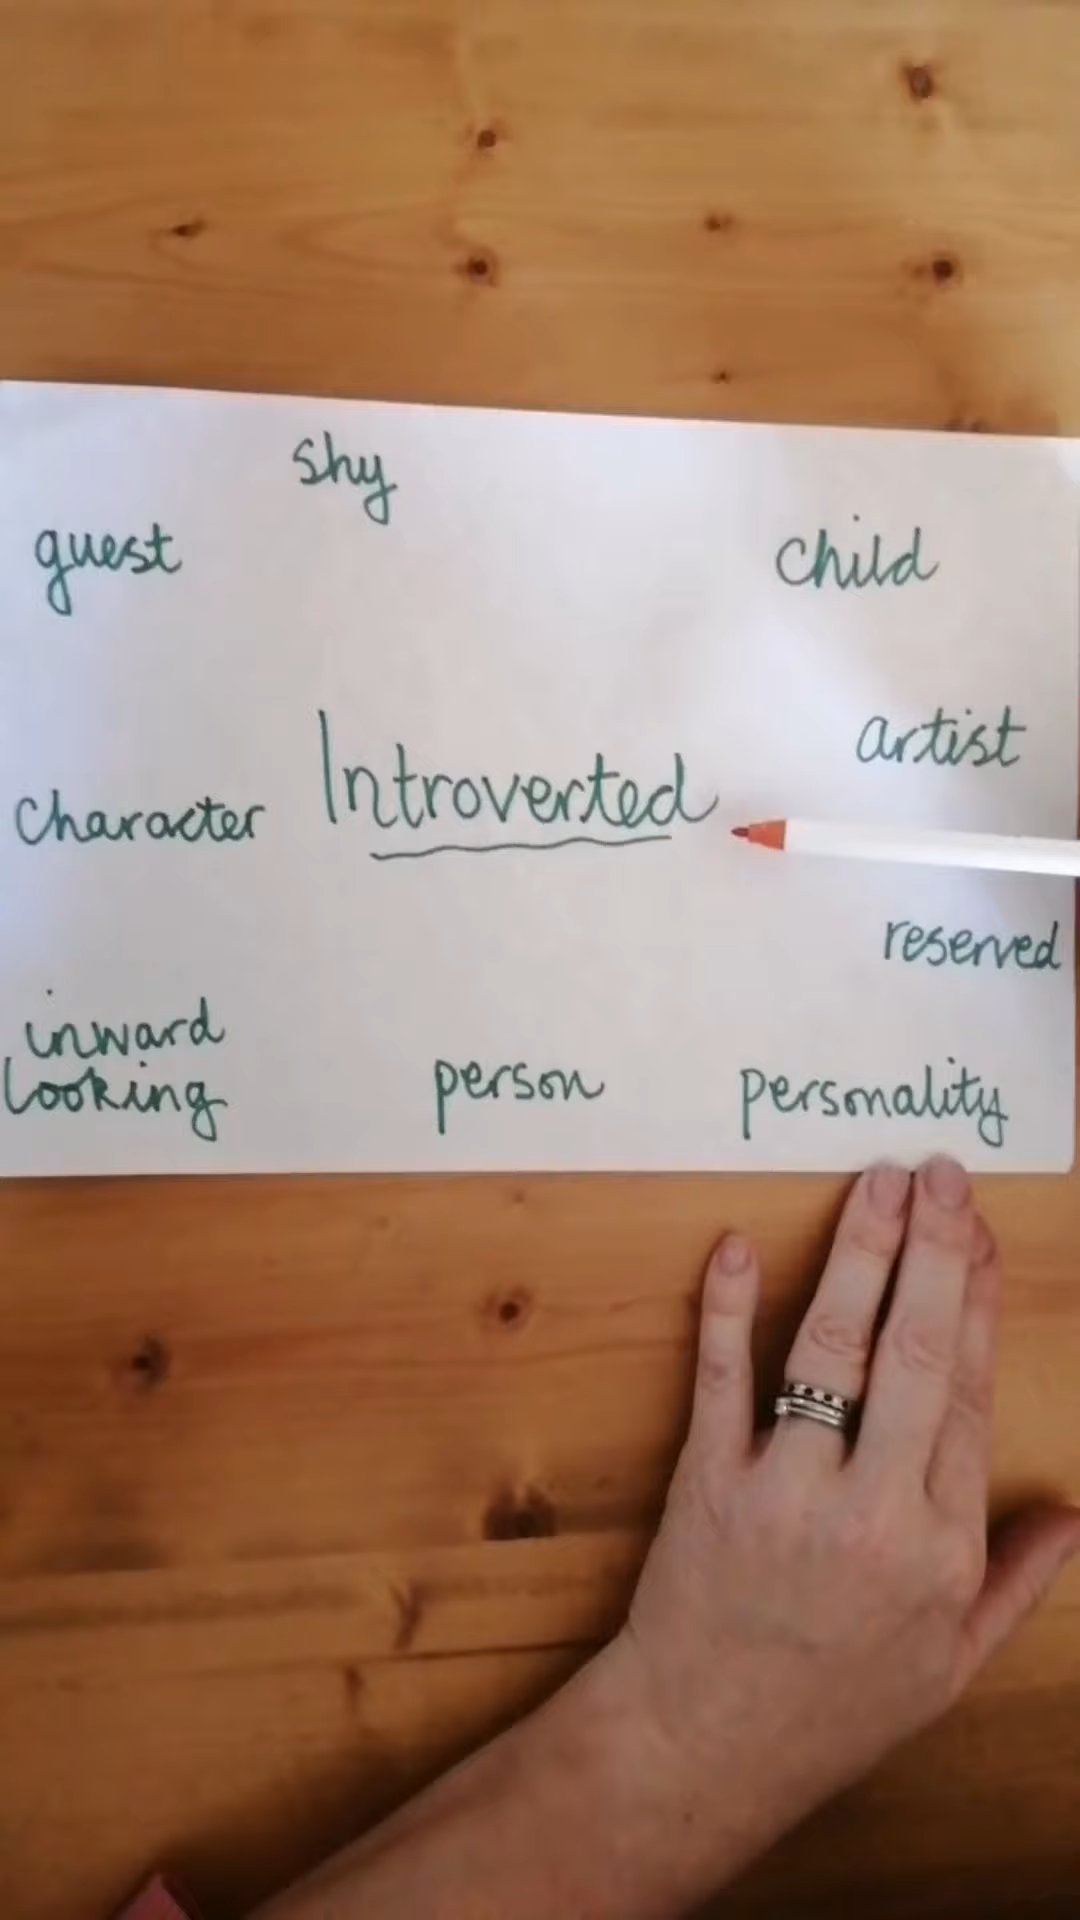 shy
guest
child
artist
Introverted
character
reserved
inward
looking
person
personality